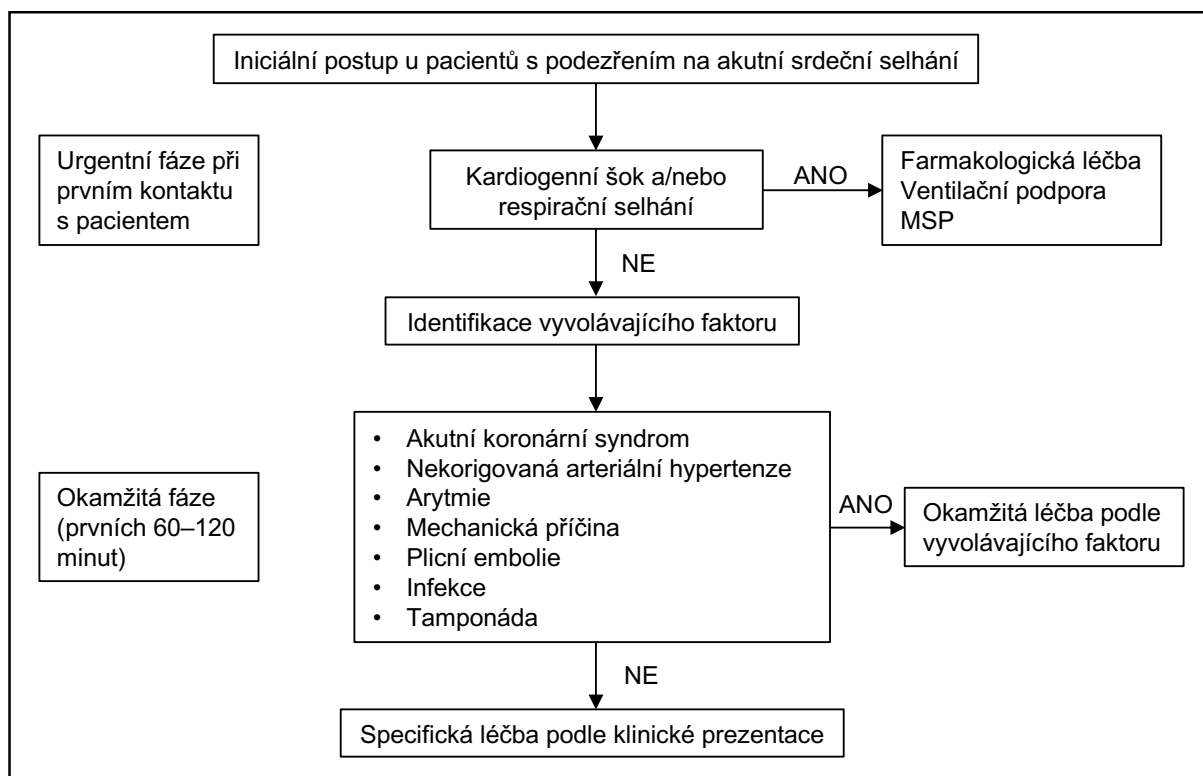 Iniciální postup u pacientů s podezřením na akutní srdeční selhání
Urgentní fáze při
prvním kontaktu
s pacientem
Kardiogenní šok a/nebo
respirační selhání
ANO
Farmakologická léčba
Ventilační podpora
MSP
NE
Identifikace vyvolávajícího faktoru
Okamžitá fáze
(prvních 60–120
minut)
• Akutní koronární syndrom
• Nekorigovaná arteriální hypertenze
• Arytmie
• Mechanická příčina
• Plicní embolie
• Infekce
• Tamponáda
ANO
Okamžitá léčba podle
vyvolávajícího faktoru
NE
Specifická léčba podle klinické prezentace